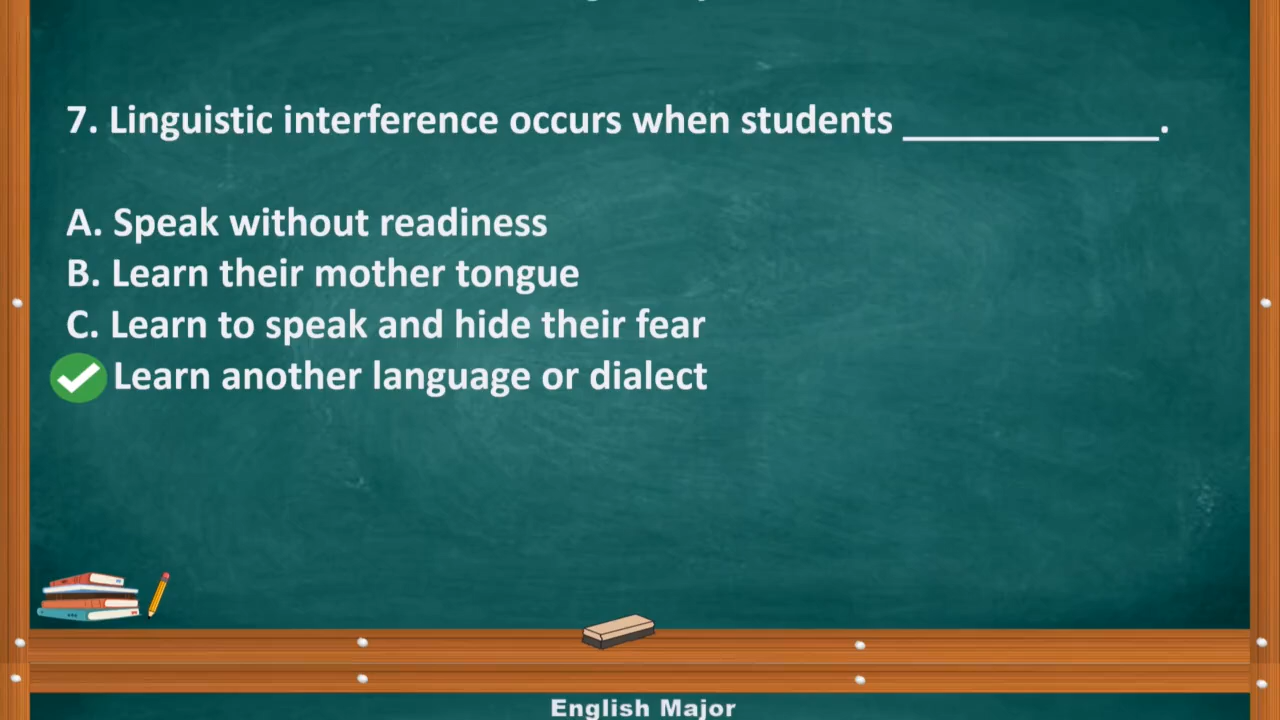 7. Linguistic interference occurs when students ____________.
A. Speak without readiness
B. Learn their mother tongue
C. Learn to speak and hide their fear
Learn another language or dialect
English Major